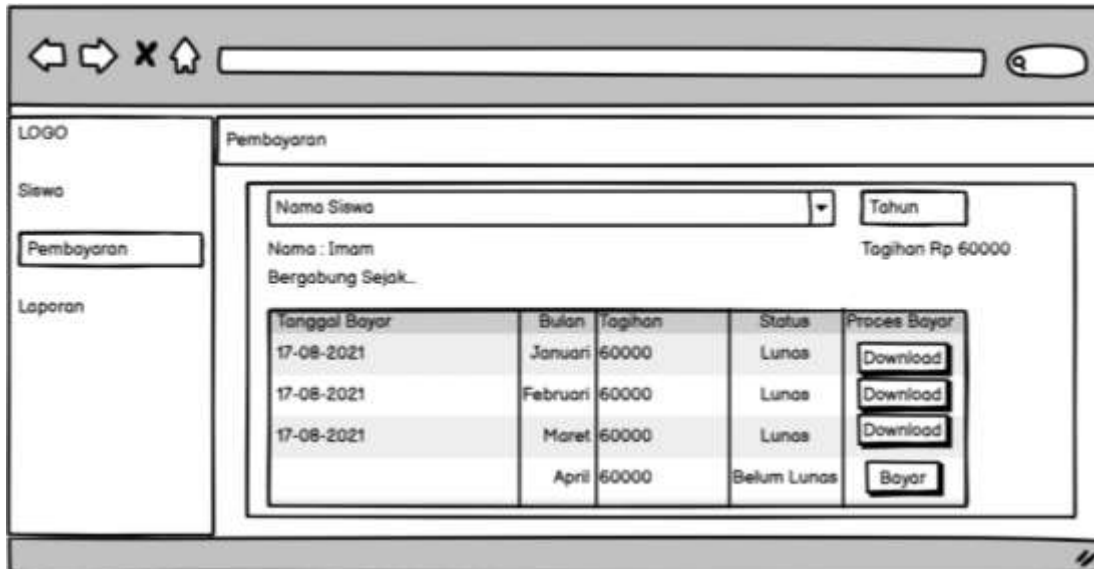 LOGO
Siswa
Pembayaran
Laporan
Pembayaran
Nama Siswa
Tahun
Nama : Imam
Tagihan Rp 60000
Bergabung Sejak...
Tanggal Bayar Bulan Tagihan Status Proces Bayar
17-08-2021 Januari 60000 Lunas Download
17-08-2021 Februari 60000 Lunas Download
17-08-2021 Maret 60000 Lunas Download
April 60000 Belum Lunas Bayar